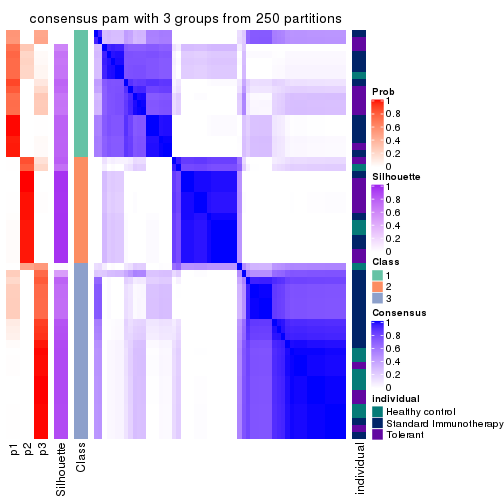 consensus pam with 3 groups from 250 partitions
Prob
1
0.8
0.6
0.4
0.2
0
Silhouette
1
0.8
0.6
0.4
0.2
0
Class
1
2
3
Consensus
1
0.8
0.6
0.4
0.2
0
individual
Healthy control
Standard Immunotherapy
Tolerant
p1
p2
p3
Silhouette
Class
individual